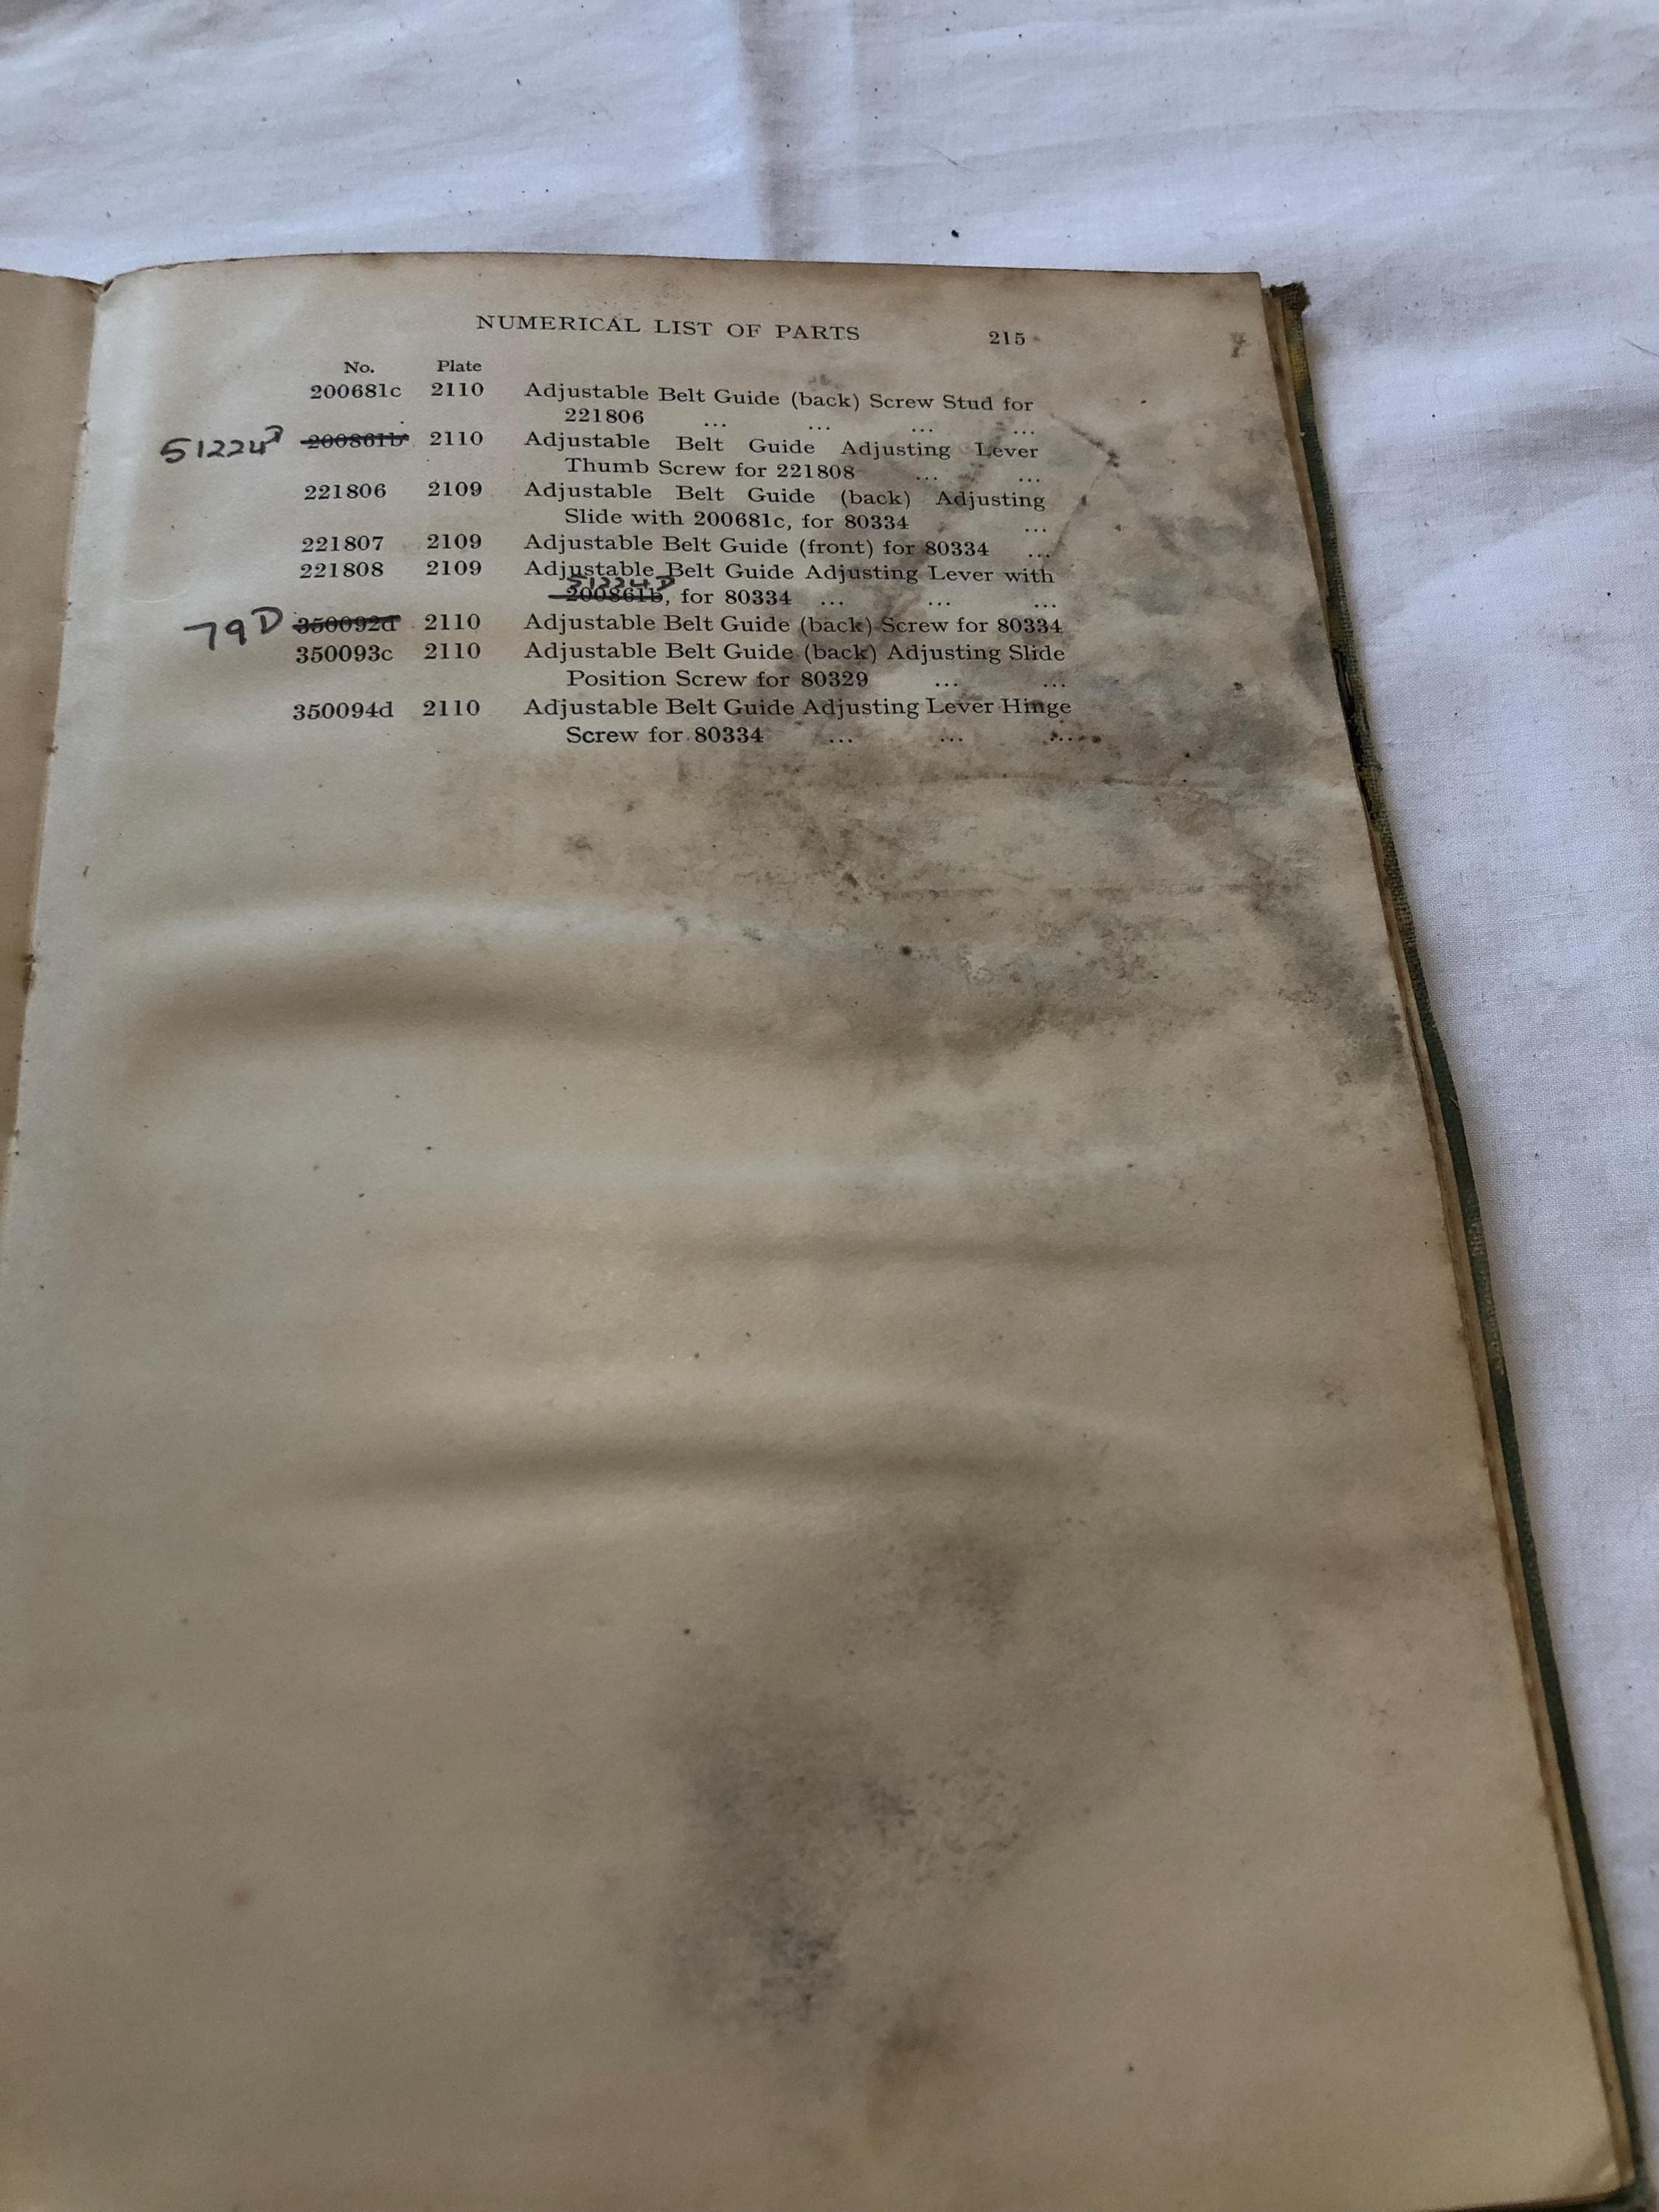 NUMERICAL LIST OF PARTS 215
No. Plate
200681c 2110 Adjustable Belt Guide (back) Screw Stud for
221806 ... ... ... ...
51224D 200861b 2110 Adjustable Belt Guide Adjusting Lever
Thumb Screw for 221808 ... ...
221806 2109 Adjustable Belt Guide (back) Adjusting
Slide with 200681c, for 80334 ...
221807 2109 Adjustable Belt Guide (front) for 80334 ...
221808 2109 Adjustable Belt Guide Adjusting Lever with
51224D
200861b, for 80334 ... ... ...
79D 350092d 2110 Adjustable Belt Guide (back) Screw for 80334
350093c 2110 Adjustable Belt Guide (back) Adjusting Slide
Position Screw for 80329 ... ...
350094d 2110 Adjustable Belt Guide Adjusting Lever Hinge
Screw for 80334 ... ... ...